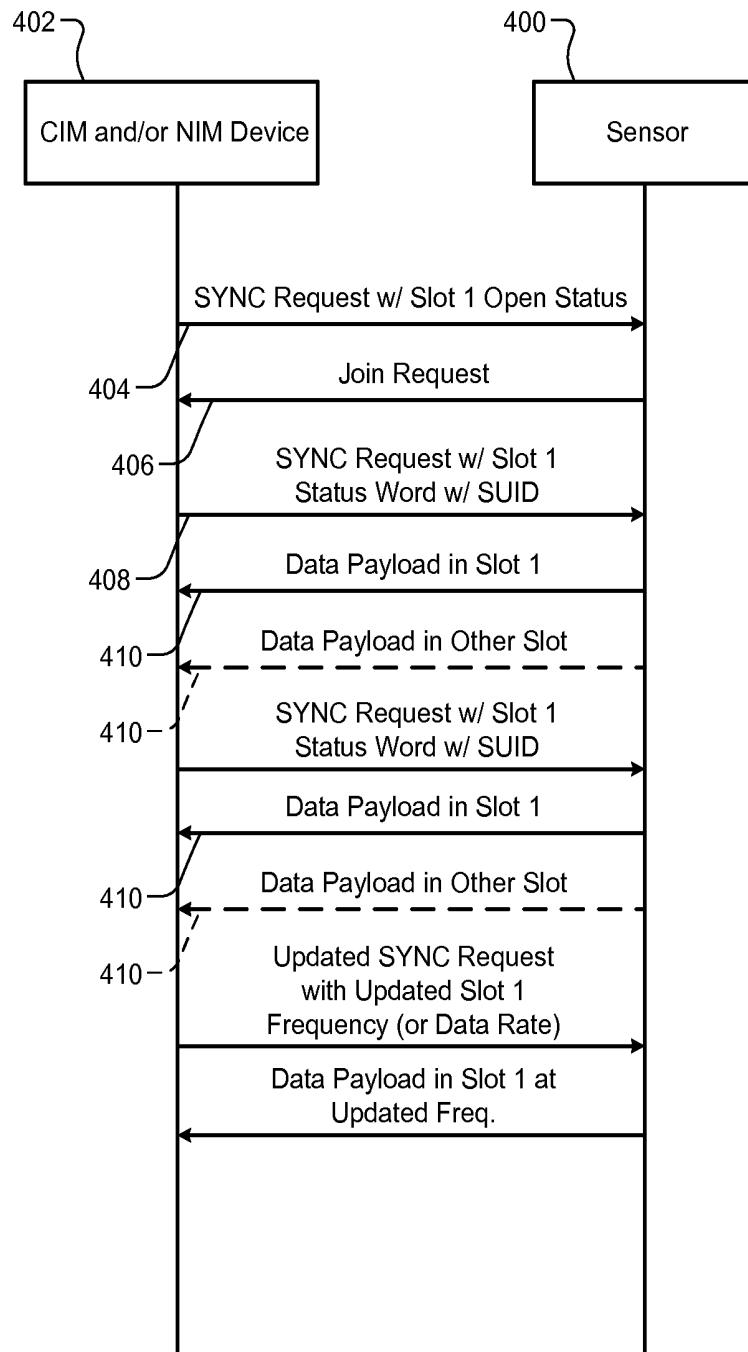 402
400
CIM and/or NIM Device
Sensor
SYNC Request w/ Slot 1 Open Status
404
Join Request
406
SYNC Request w/ Slot 1
Status Word w/ SUID
408
Data Payload in Slot 1
410
Data Payload in Other Slot
410
SYNC Request w/ Slot 1
Status Word w/ SUID
Data Payload in Slot 1
410
Data Payload in Other Slot
410
Updated SYNC Request
with Updated Slot 1
Frequency (or Data Rate)
Data Payload in Slot 1 at
Updated Freq.